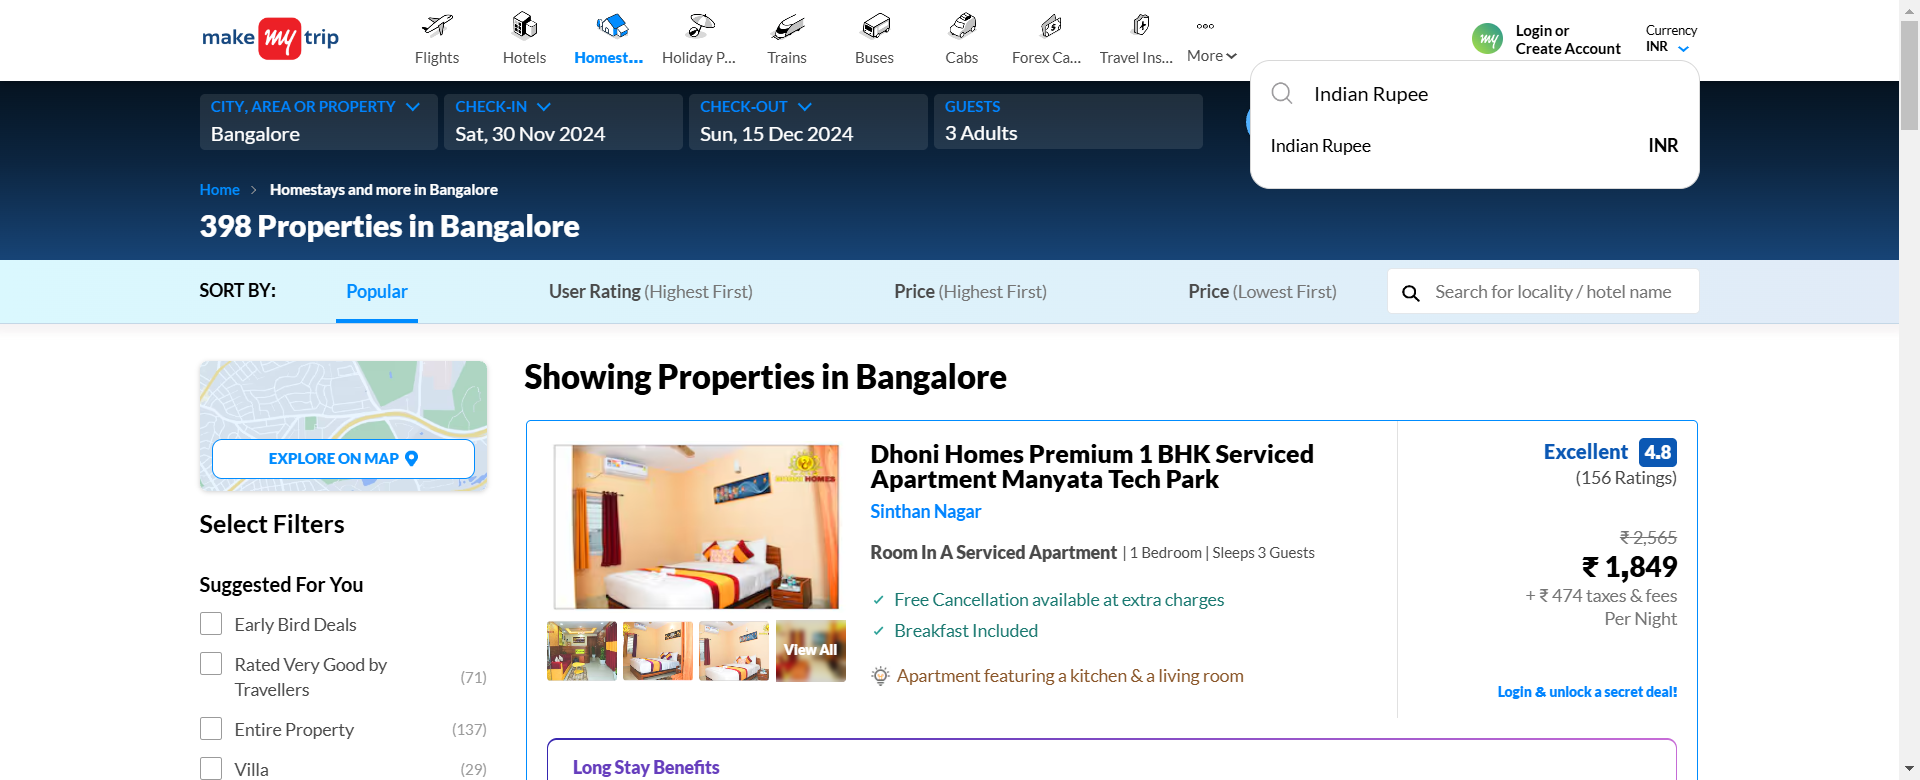 make my trip
Flights
Hotels
Homest...
Holiday P...
Trains
Buses
Cabs
Forex Ca...
Travel Ins...
More
my
Login or
Create Account
Currency
INR
Indian Rupee
Indian Rupee INR
CITY, AREA OR PROPERTY
Bangalore
CHECK-IN
Sat, 30 Nov 2024
CHECK-OUT
Sun, 15 Dec 2024
GUESTS
3 Adults
Home > Homestays and more in Bangalore
398 Properties in Bangalore
SORT BY:
Popular
User Rating (Highest First)
Price (Highest First)
Price (Lowest First)
Search for locality / hotel name
EXPLORE ON MAP
Select Filters
Suggested For You
Early Bird Deals
Rated Very Good by
Travellers (71)
Entire Property (137)
Villa (29)
Showing Properties in Bangalore
DHONI HOMES
View All
Dhoni Homes Premium 1 BHK Serviced
Apartment Manyata Tech Park
Sinthan Nagar
Room In A Serviced Apartment | 1 Bedroom | Sleeps 3 Guests
Free Cancellation available at extra charges
Breakfast Included
Apartment featuring a kitchen & a living room
Excellent 4.8
(156 Ratings)
₹ 2,565
₹ 1,849
+ ₹ 474 taxes & fees
Per Night
Login & unlock a secret deal!
Long Stay Benefits